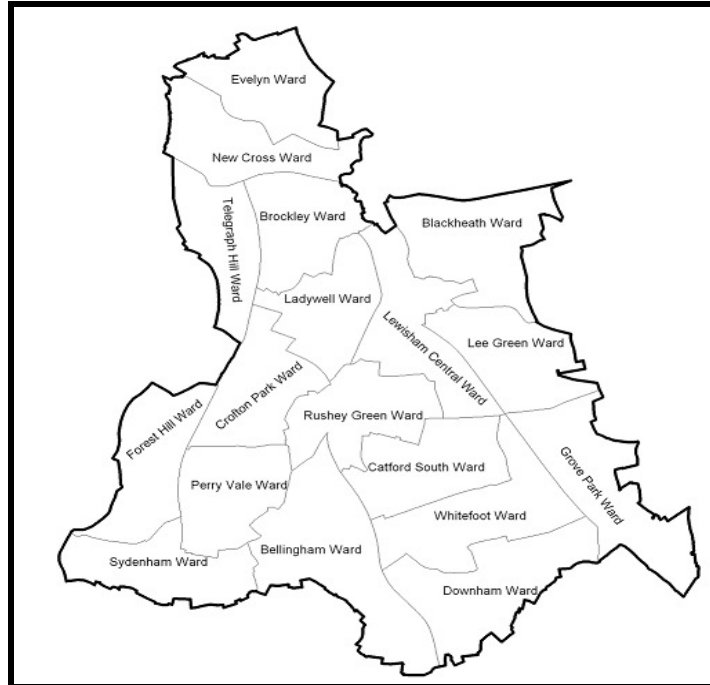 Evelyn Ward
New Cross Ward
Telegraph Hill Ward
Brockley Ward
Blackheath Ward
Ladywell Ward
Lewisham Central Ward
Lee Green Ward
Crofton Park Ward
Forest Hill Ward
Rushey Green Ward
Catford South Ward
Grove Park Ward
Perry Vale Ward
Whitefoot Ward
Bellingham Ward
Sydenham Ward
Downham Ward